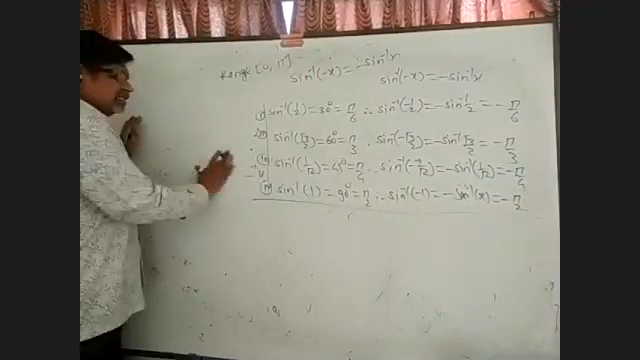 Range [0, π]
sin⁻¹(-x) = -sin⁻¹x
sin⁻¹(-x) = -sin⁻¹x
i) sin⁻¹(1/2) = 30° = π/6 ∴ sin⁻¹(-1/2) = -sin⁻¹1/2 = -π/6
ii) sin⁻¹(√3/2) = 60° = π/3 ∴ sin⁻¹(-√3/2) = -sin⁻¹√3/2 = -π/3
iii) sin⁻¹(1/√2) = 45° = π/4 ∴ sin⁻¹(-1/√2) = -sin⁻¹(1/√2) = -π/4
iv) sin⁻¹(1) = 90° = π/2 ∴ sin⁻¹(-1) = -sin⁻¹(x) = -π/2